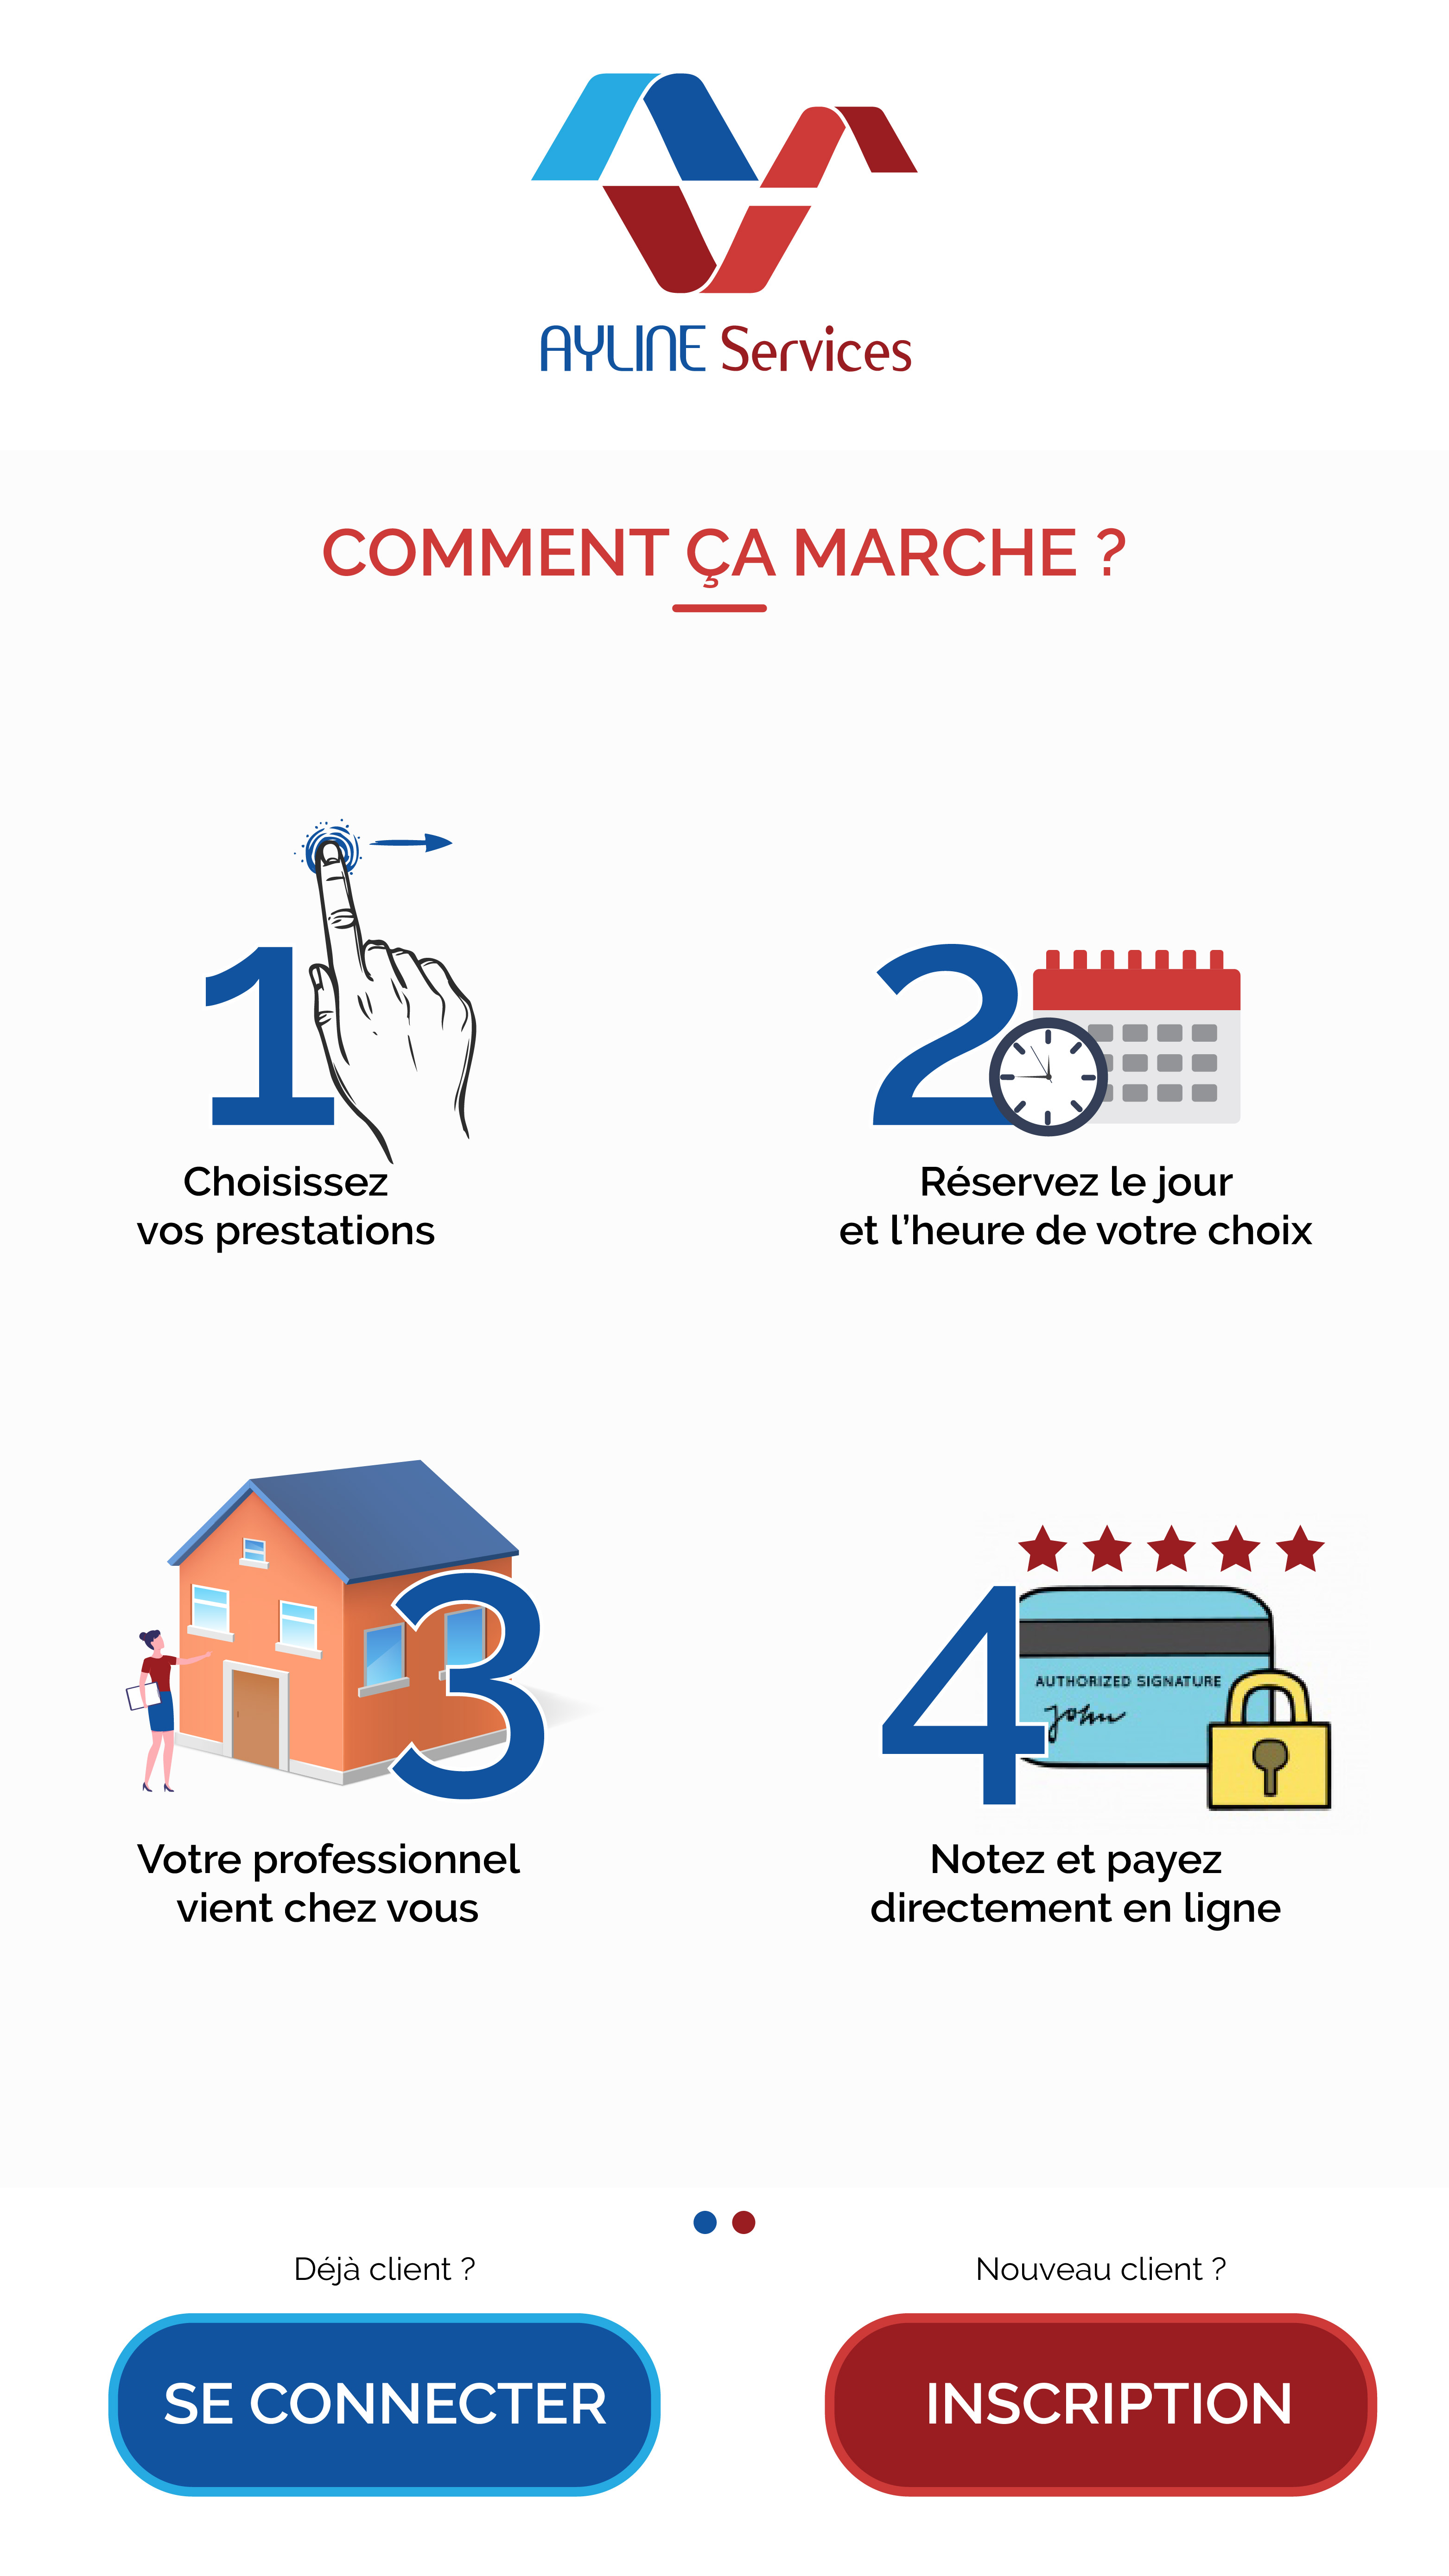 AYLINE Services
COMMENT ÇA MARCHE ?
1
Choisissez
vos prestations
2
Réservez le jour
et l’heure de votre choix
3
Votre professionnel
vient chez vous
4
AUTHORIZED SIGNATURE
John
Notez et payez
directement en ligne
Déjà client ?
SE CONNECTER
Nouveau client ?
INSCRIPTION